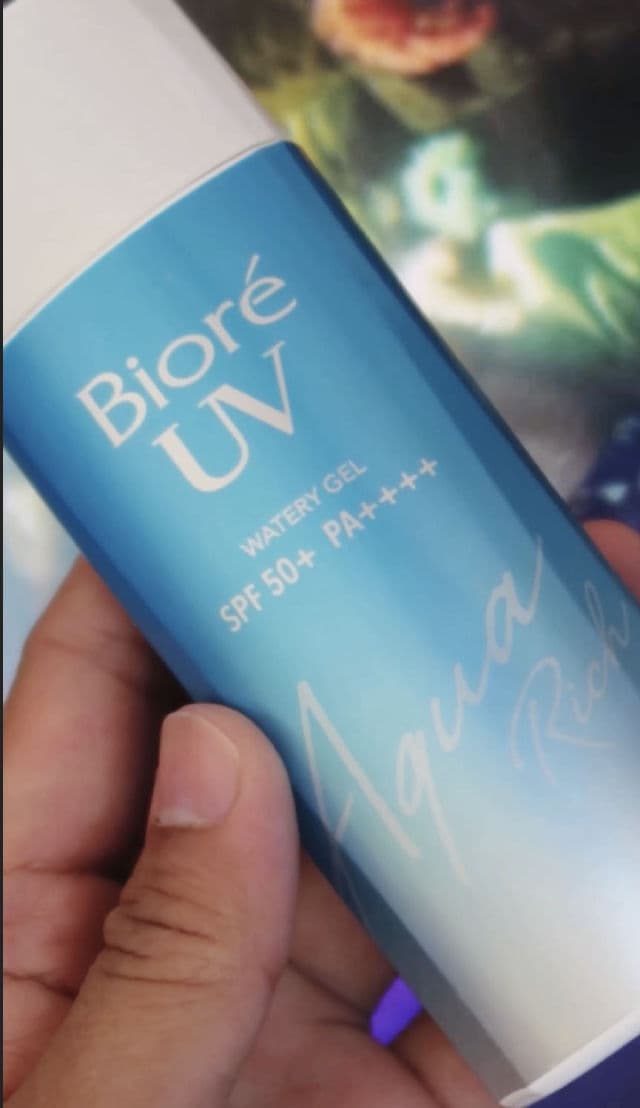 Bioré
UV
WATERY GEL
SPF 50+ PA++++
Aqua
Rich